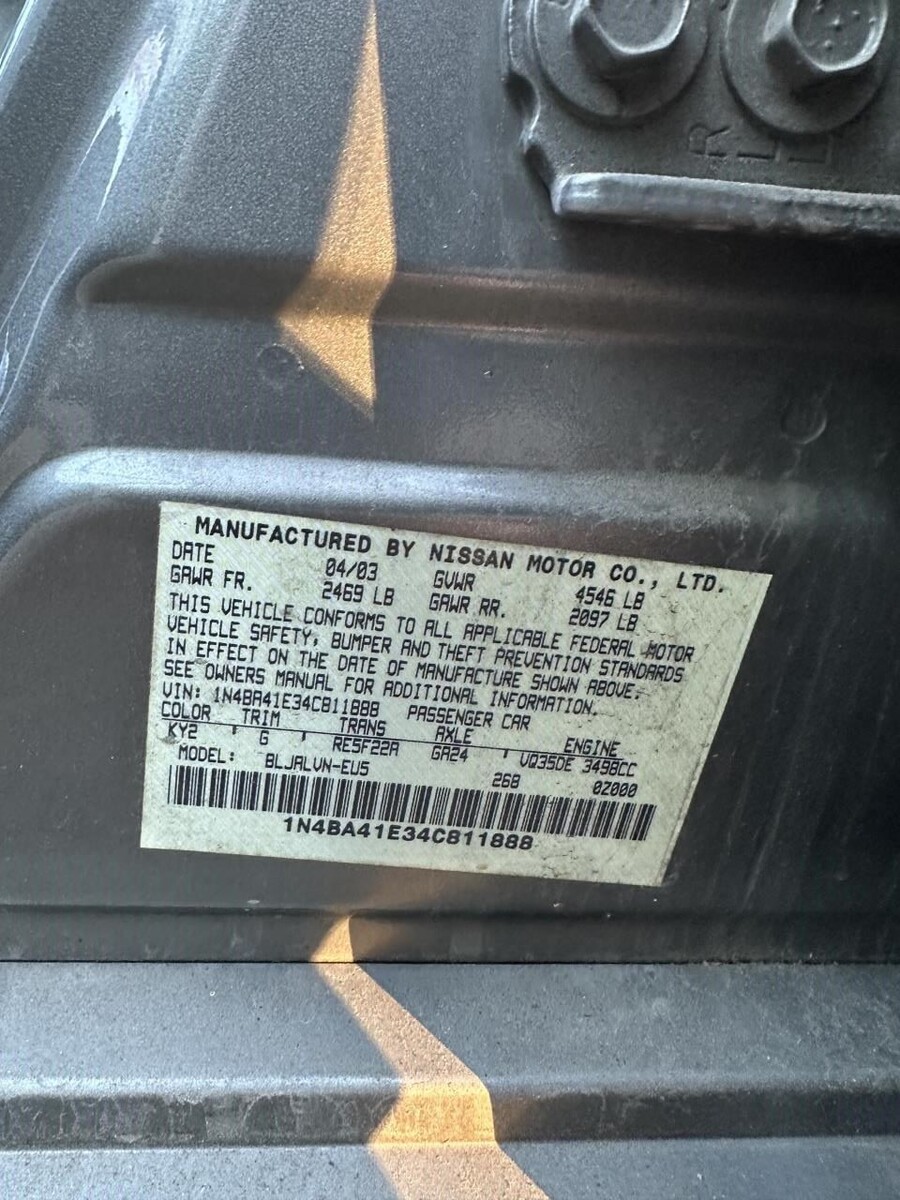 R
L
MANUFACTURED BY NISSAN MOTOR CO., LTD.
DATE 04/03 GVWR 4546 LB
GAWR FR. 2469 LB GAWR RR. 2097 LB
THIS VEHICLE CONFORMS TO ALL APPLICABLE FEDERAL MOTOR
VEHICLE SAFETY, BUMPER AND THEFT PREVENTION STANDARDS
IN EFFECT ON THE DATE OF MANUFACTURE SHOWN ABOVE.
SEE OWNERS MANUAL FOR ADDITIONAL INFORMATION.
VIN: 1N4BA41E34C811888 PASSENGER CAR
COLOR TRIM TRANS AXLE ENGINE
KY2 G RE5F22A GA24 VQ35DE 3498CC
MODEL: BLJALVN-EU5 268 0Z000
1N4BA41E34C811888